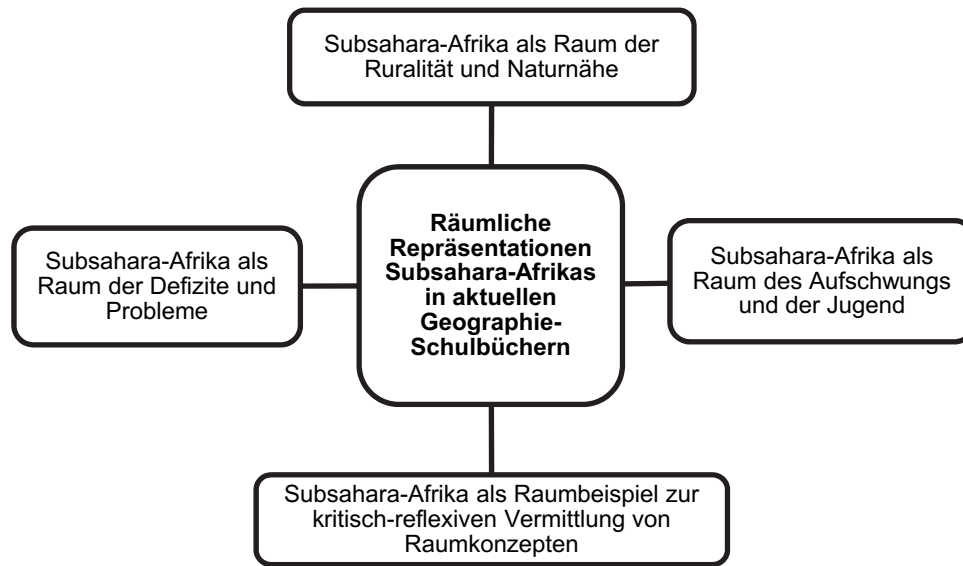 Subsahara-Afrika als Raum der
Ruralität und Naturnähe
Subsahara-Afrika als
Raum der Defizite und
Probleme
Räumliche
Repräsentationen
Subsahara-Afrikas
in aktuellen
Geographie-
Schulbüchern
Subsahara-Afrika als
Raum des Aufschwungs
und der Jugend
Subsahara-Afrika als Raumbeispiel zur
kritisch-reflexiven Vermittlung von
Raumkonzepten